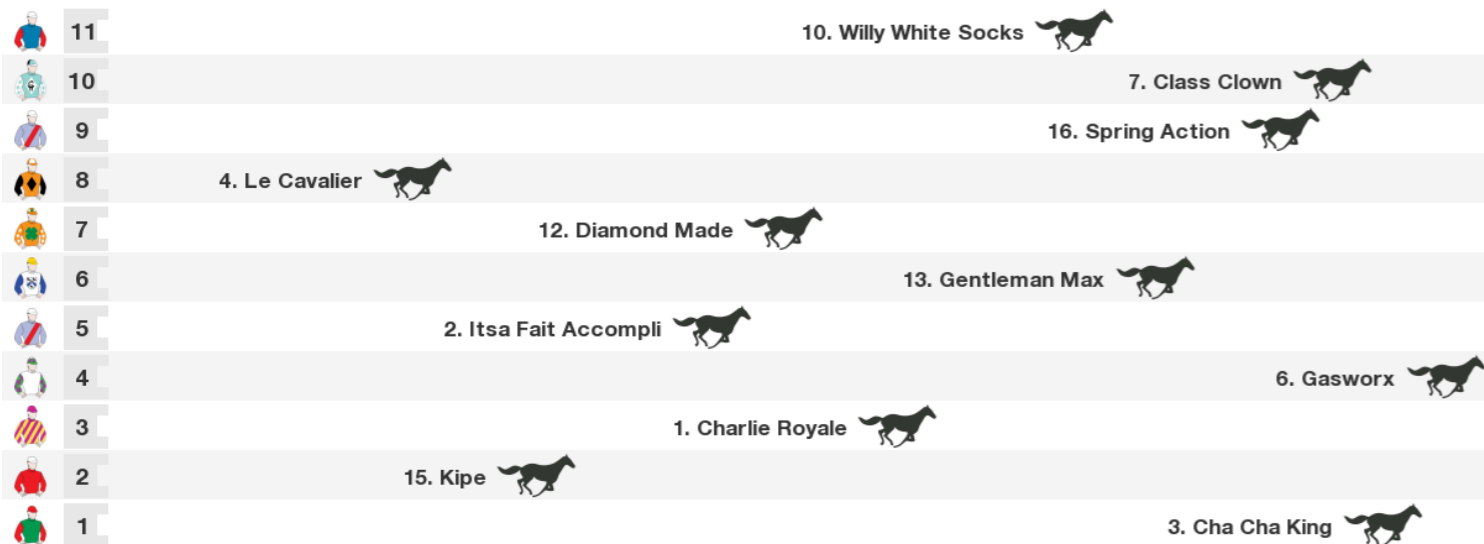 11 10. Willy White Socks
10 7. Class Clown
9 16. Spring Action
8 4. Le Cavalier
7 12. Diamond Made
6 13. Gentleman Max
5 2. Itsa Fait Accompli
4 6. Gasworx
3 1. Charlie Royale
2 15. Kipe
1 3. Cha Cha King